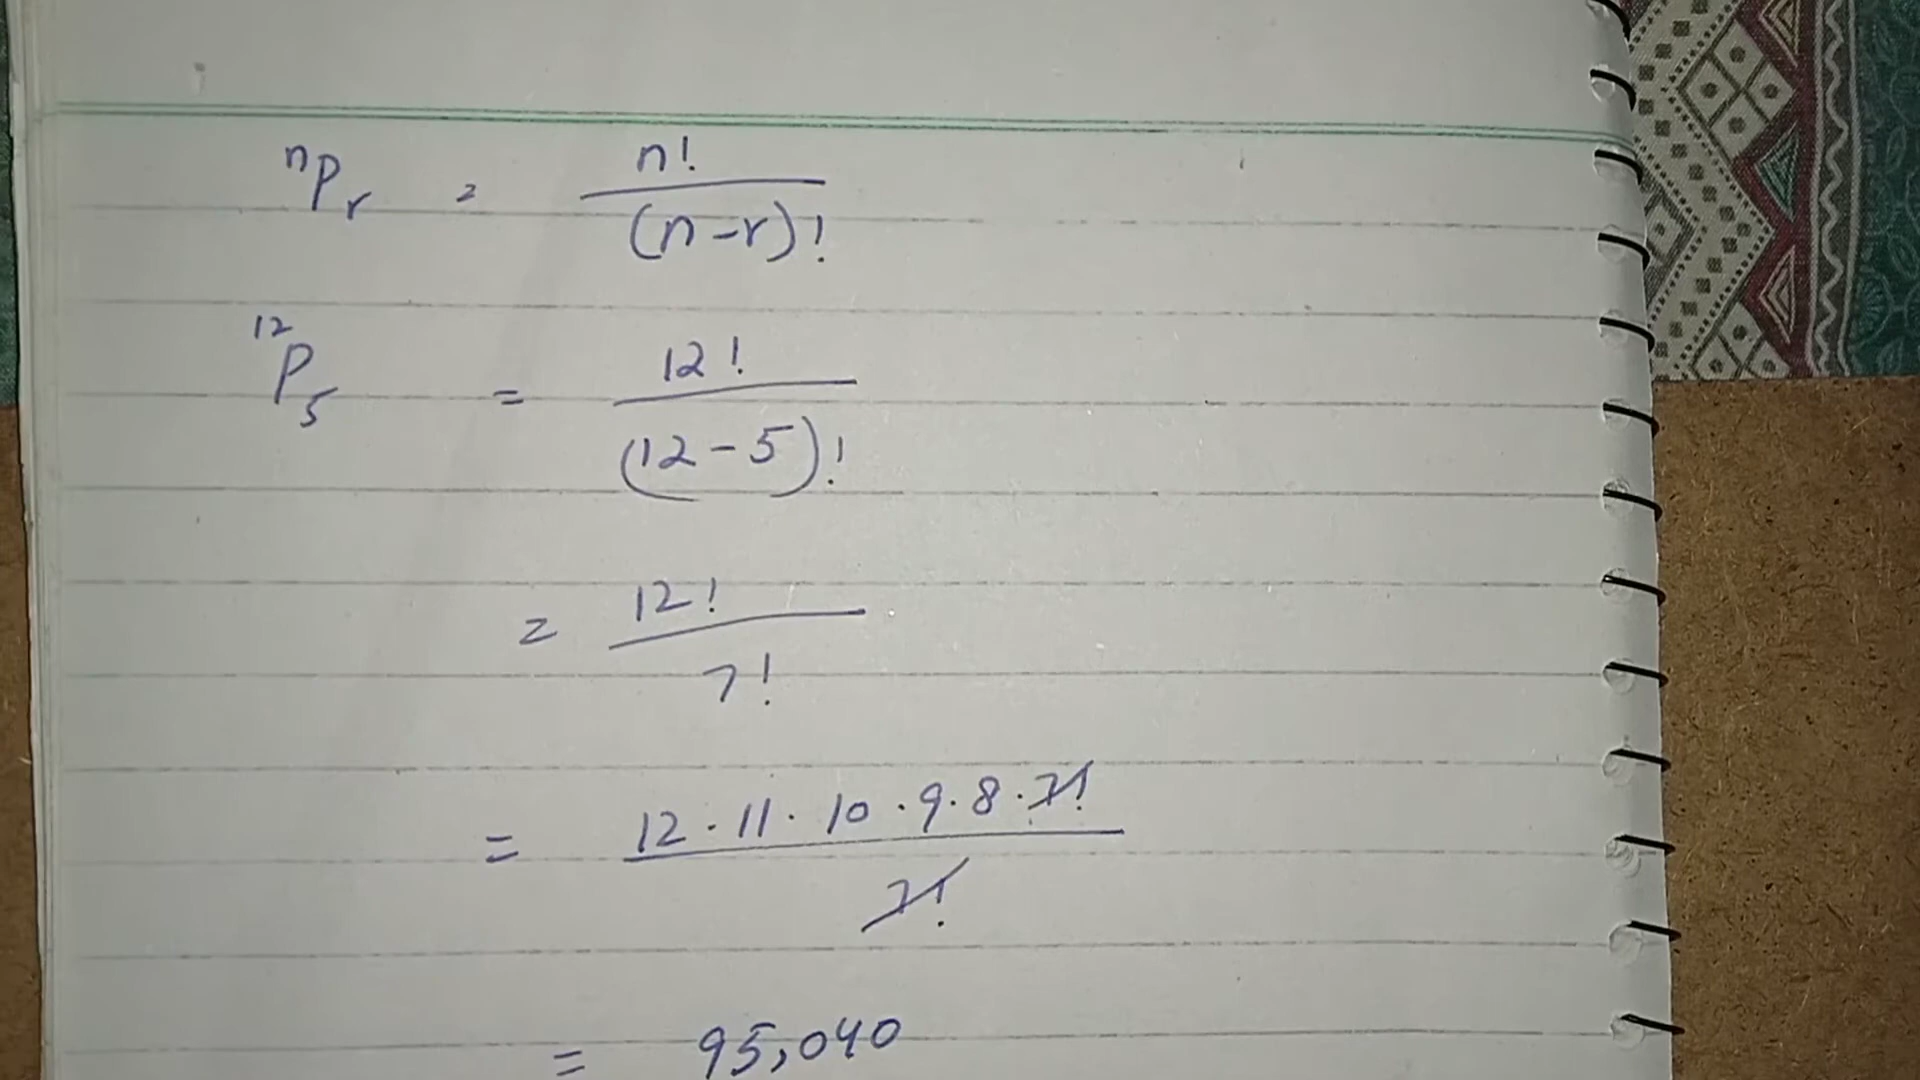 ⁿPᵣ = n! / (n-r)!
¹²P₅ = 12! / (12-5)!
= 12! / 7!
= 12·11·10·9·8·7! / 7!
= 95,040